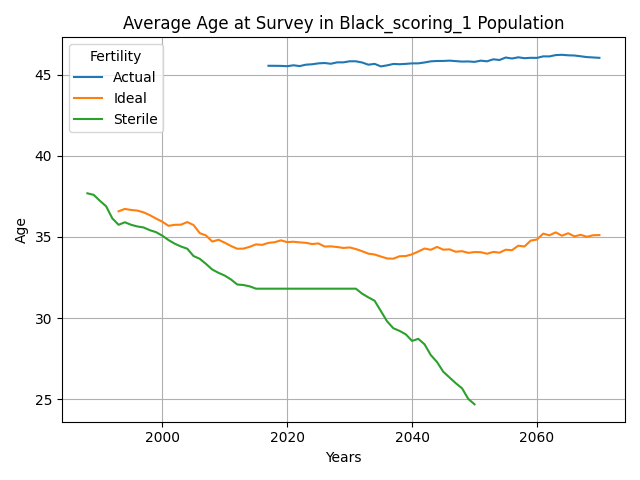 Average Age at Survey in Black_scoring_1 Population
Fertility
Actual
Ideal
Sterile
Age
45
40
35
30
25
2000
2020
2040
2060
Years